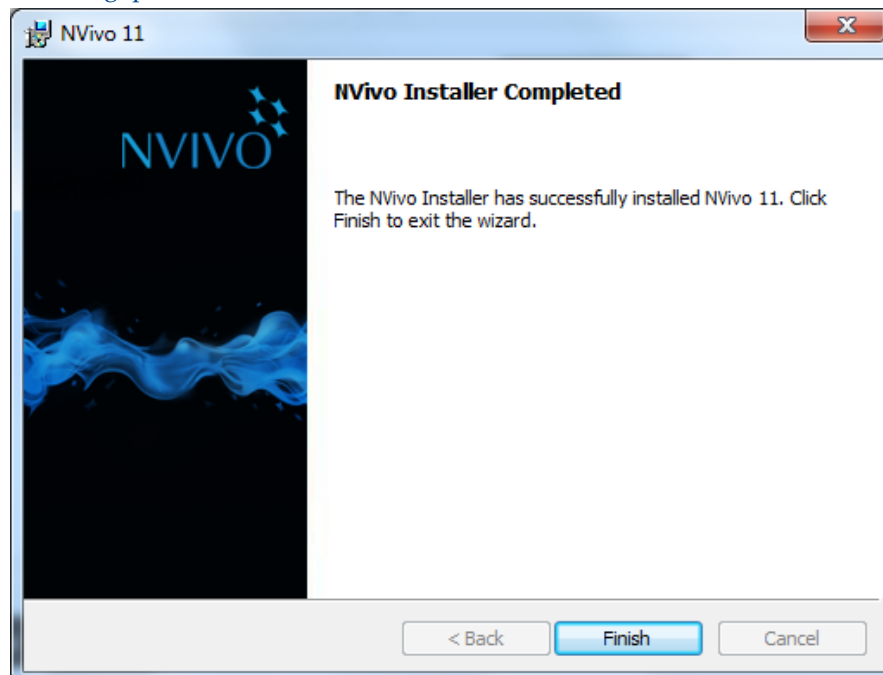 NVivo 11
NVIVO
NVivo Installer Completed
The NVivo Installer has successfully installed NVivo 11. Click
Finish to exit the wizard.
< Back
Finish
Cancel